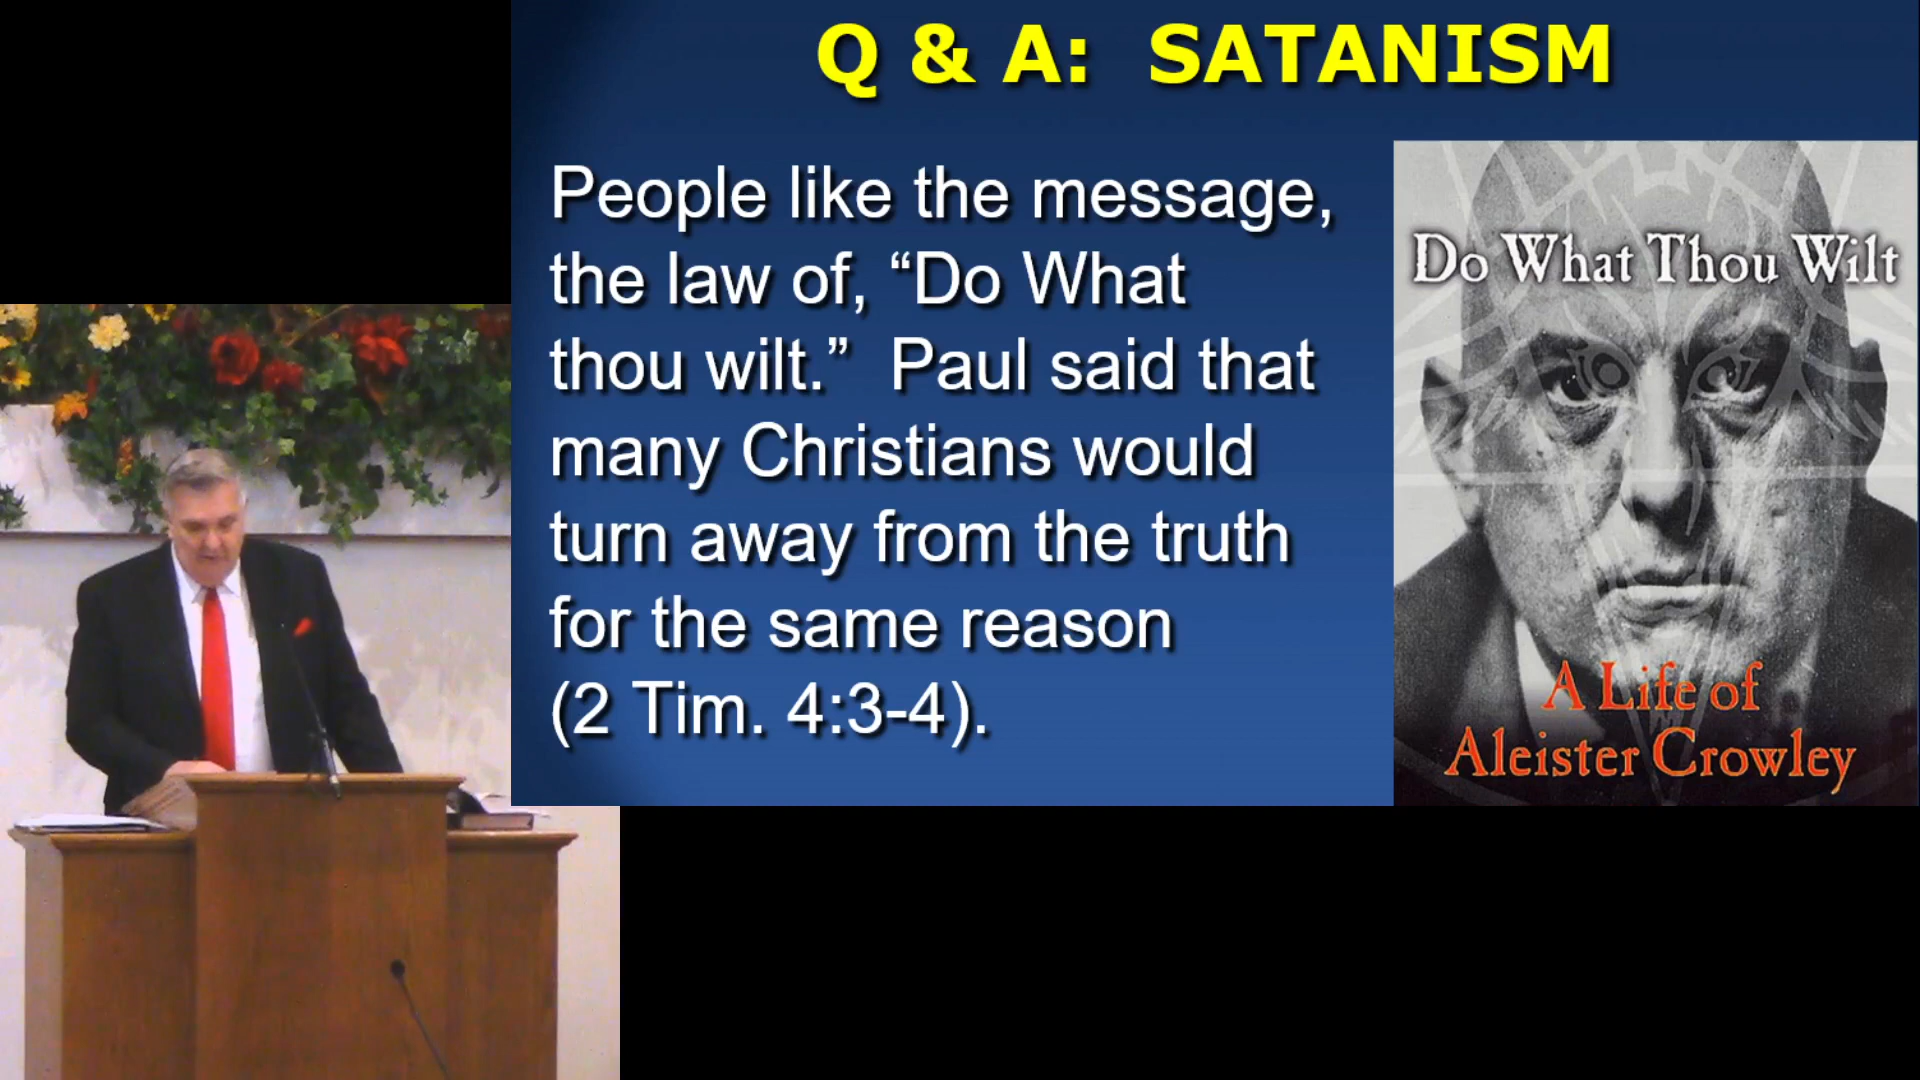 Q & A:  SATANISM
People like the message,
the law of, “Do What
thou wilt.”  Paul said that
many Christians would
turn away from the truth
for the same reason
(2 Tim. 4:3-4).
Do What Thou Wilt
A Life of
Aleister Crowley